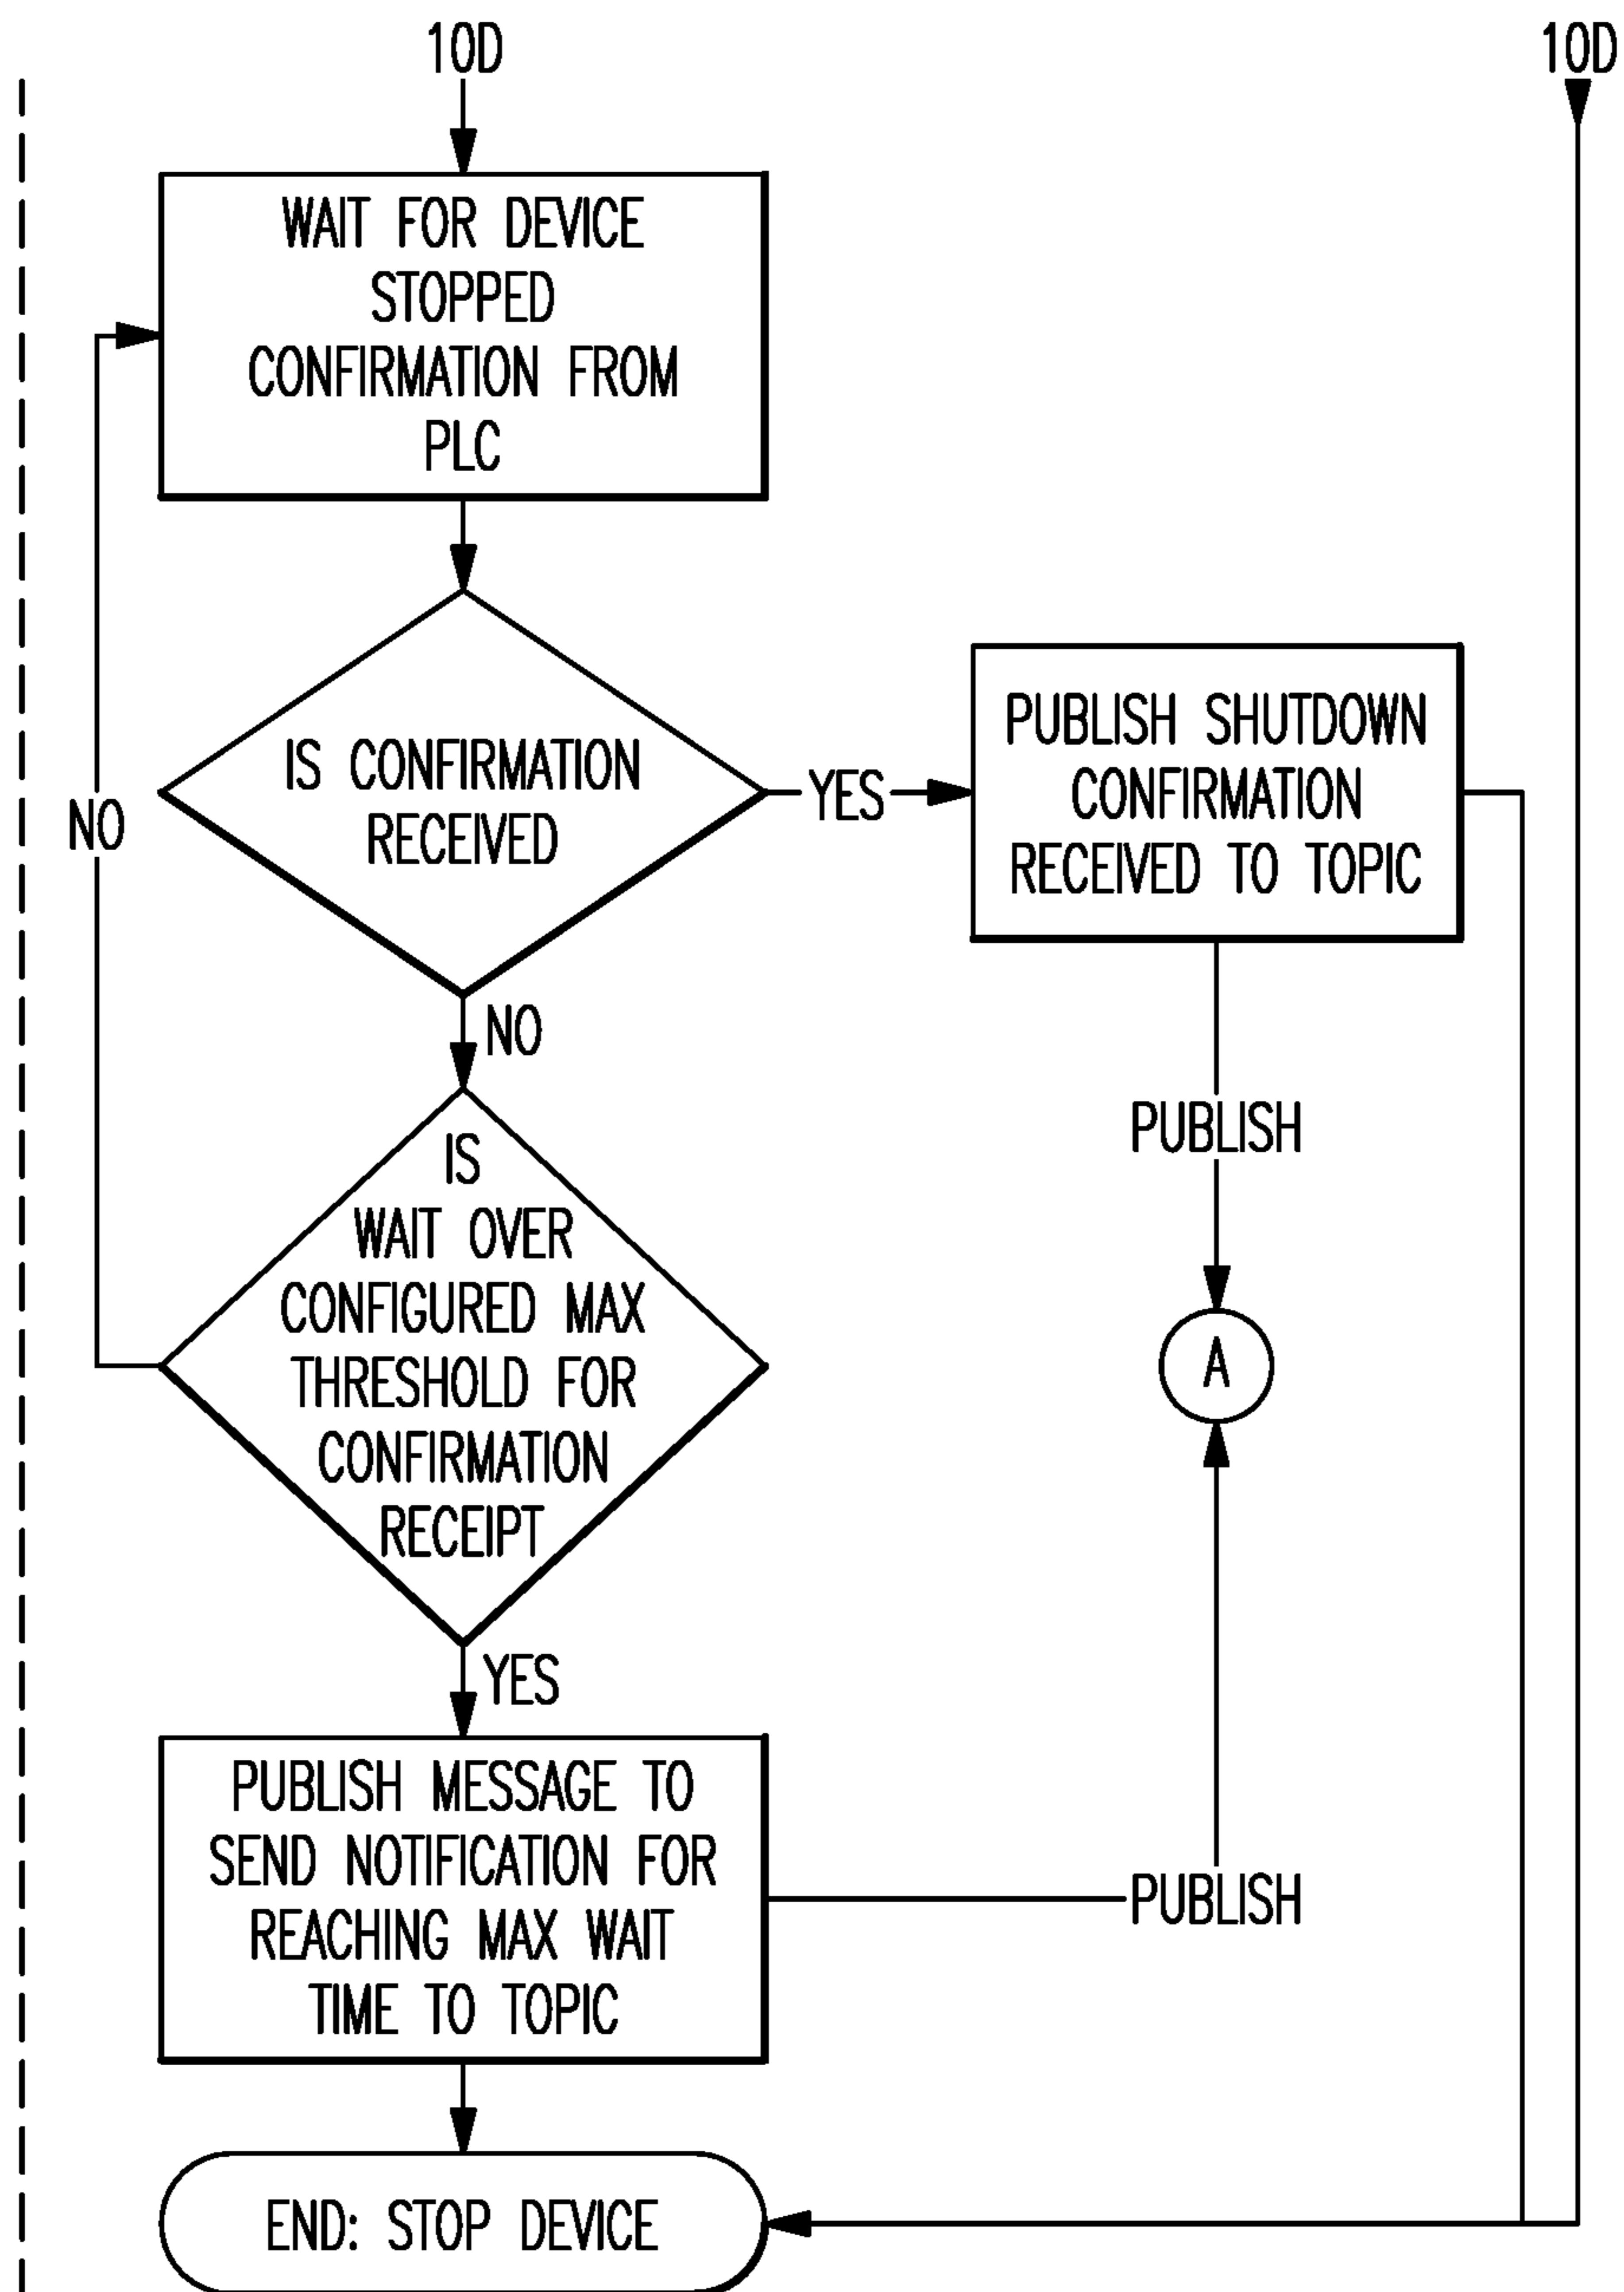 10D
10D
WAIT FOR DEVICE
STOPPED
CONFIRMATION FROM
PLC
IS CONFIRMATION
RECEIVED
YES
PUBLISH SHUTDOWN
CONFIRMATION
RECEIVED TO TOPIC
NO
NO
PUBLISH
IS
WAIT OVER
CONFIGURED MAX
THRESHOLD FOR
CONFIRMATION
RECEIPT
A
YES
PUBLISH MESSAGE TO
SEND NOTIFICATION FOR
REACHING MAX WAIT
TIME TO TOPIC
PUBLISH
END: STOP DEVICE